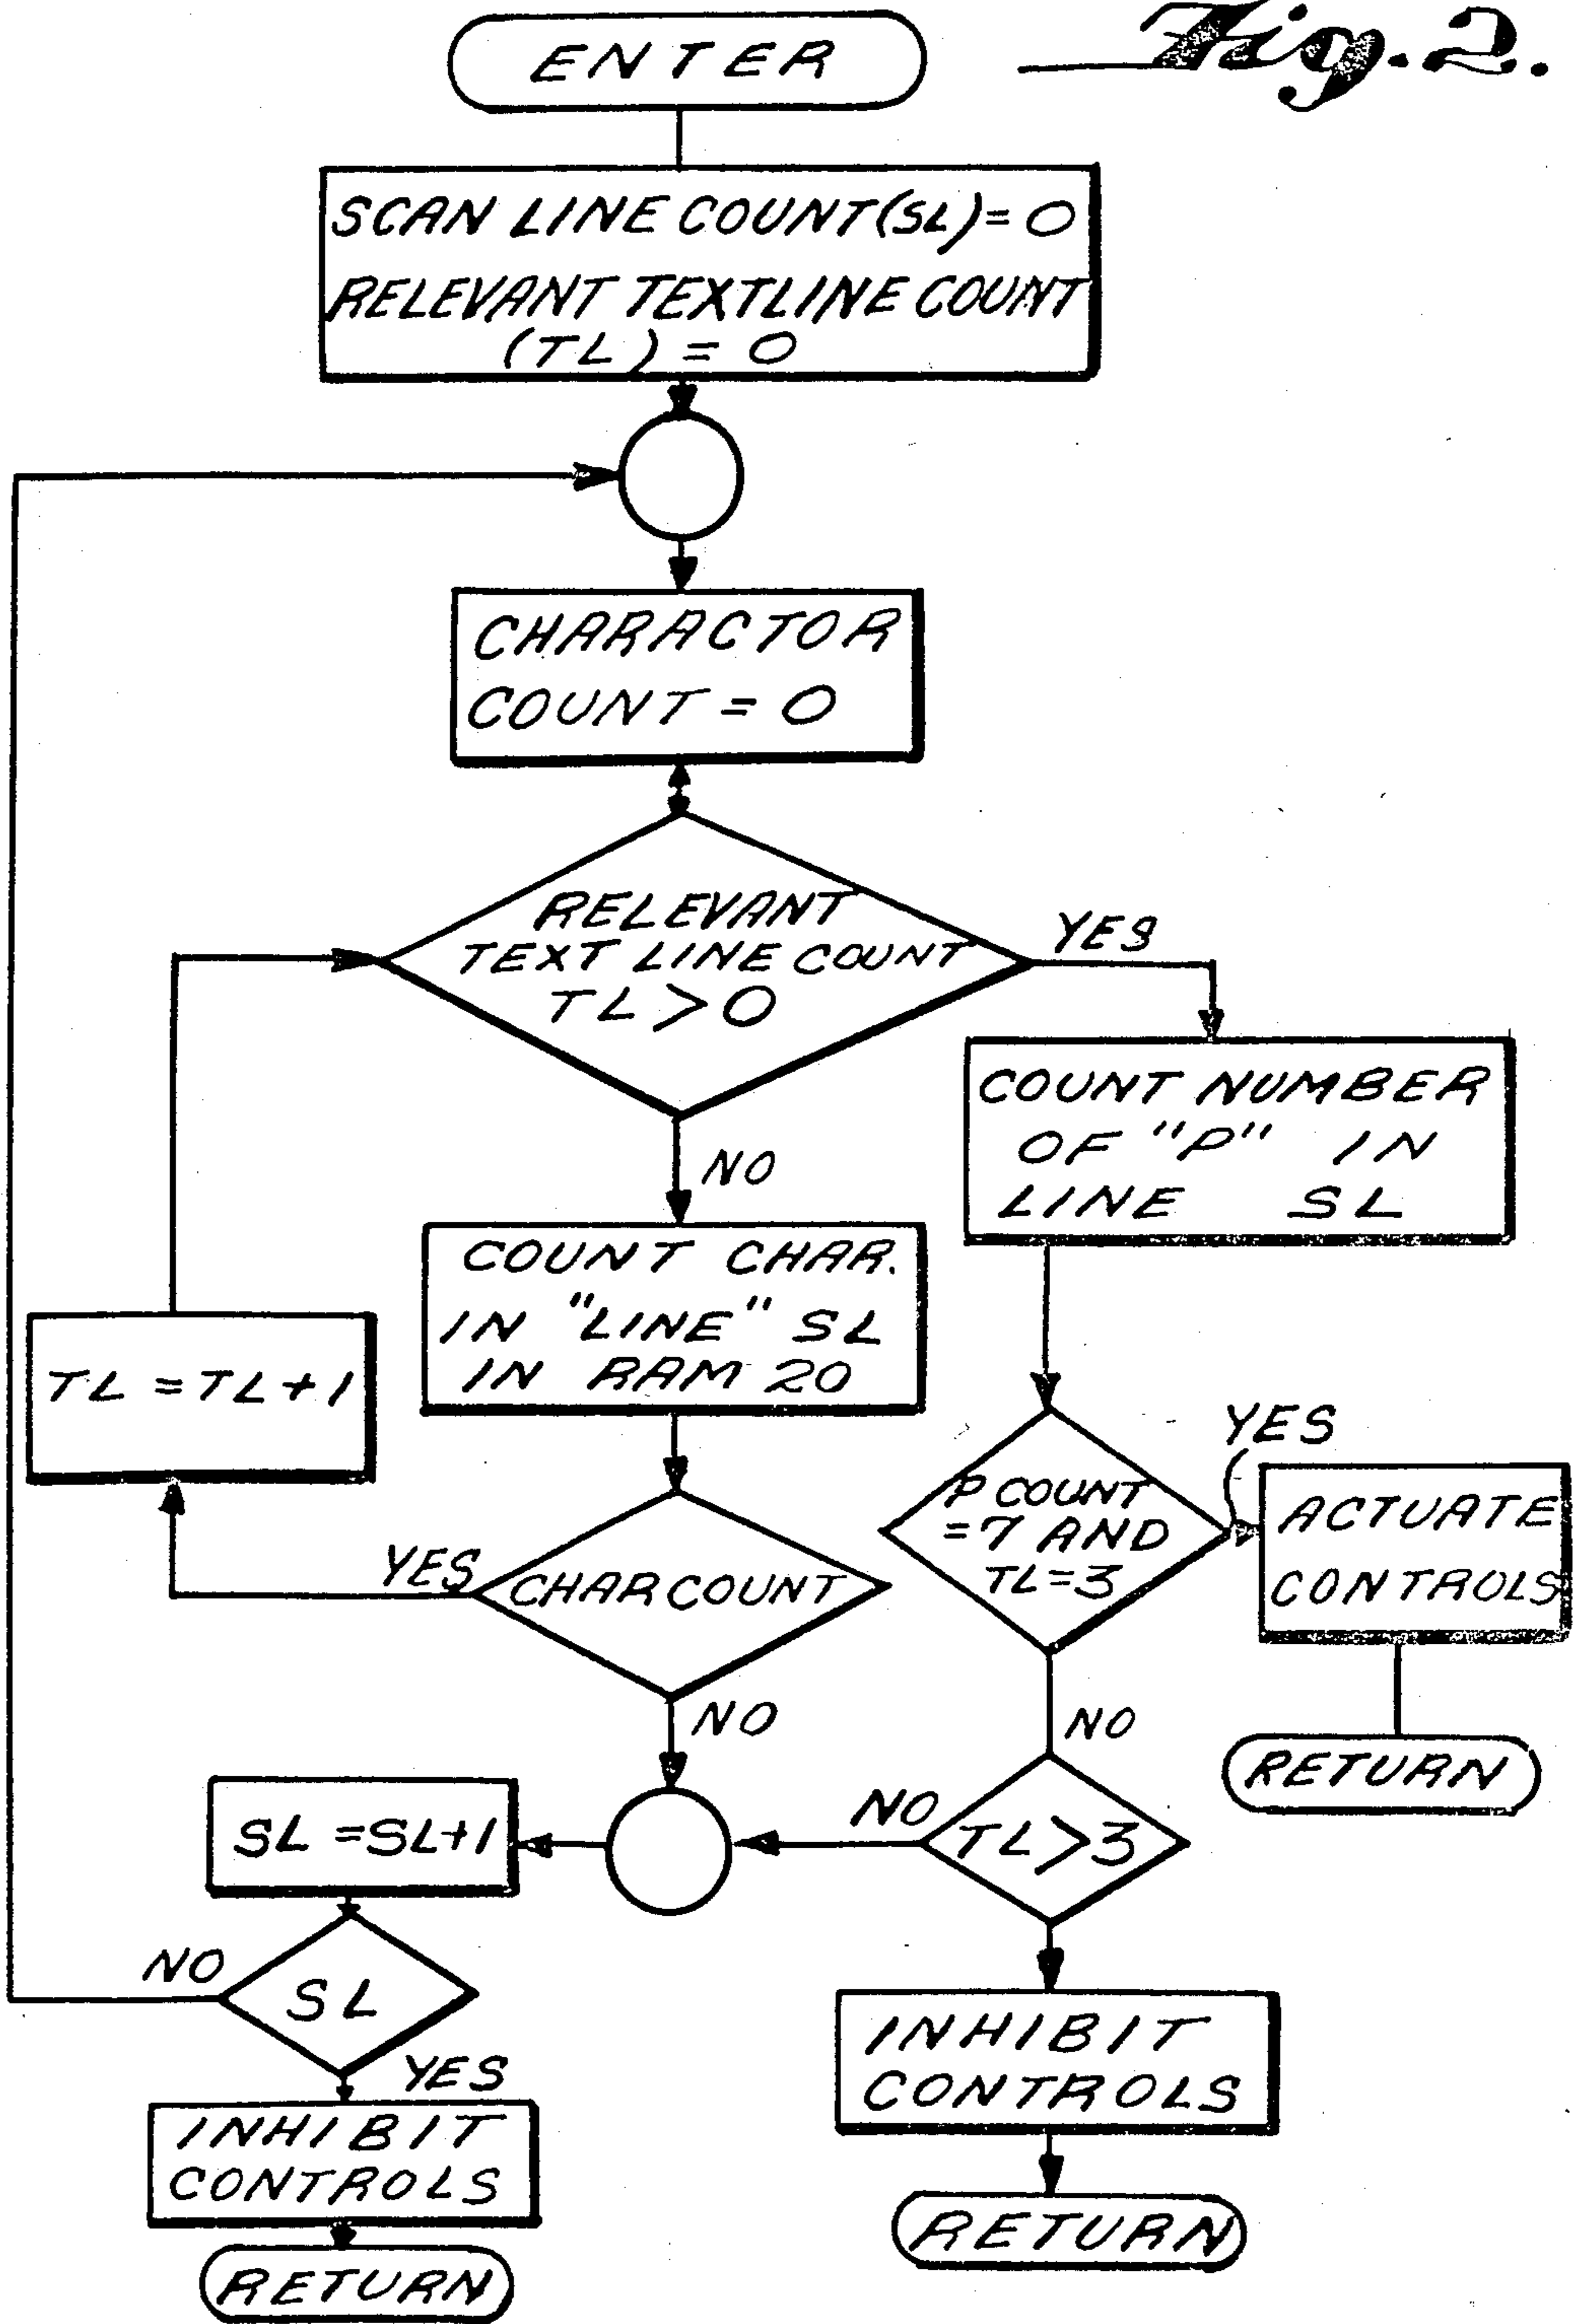 Fig. 2.
ENTER
SCAN LINE COUNT(SL)=0
RELEVANT TEXTLINE COUNT
(TL) = 0
CHARACTOR
COUNT = 0
RELEVANT
TEXT LINE COUNT
TL > 0
YES
NO
COUNT NUMBER
OF "P" IN
LINE SL
COUNT CHAR.
IN "LINE" SL
IN RAM 20
TL = TL + 1
YES
P COUNT
=7 AND
TL=3
ACTUATE
CONTROLS
YES
CHAR COUNT
NO
NO
RETURN
SL = SL+1
NO
TL>3
NO
SL
YES
INHIBIT
CONTROLS
INHIBIT
CONTROLS
RETURN
RETURN